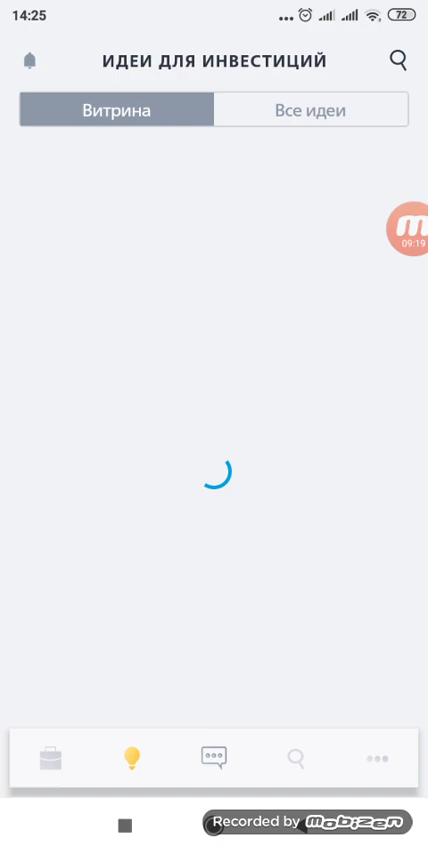 14:25
72
ИДЕИ ДЛЯ ИНВЕСТИЦИЙ
Витрина
Все идеи
m
09:19
Recorded by mobizen